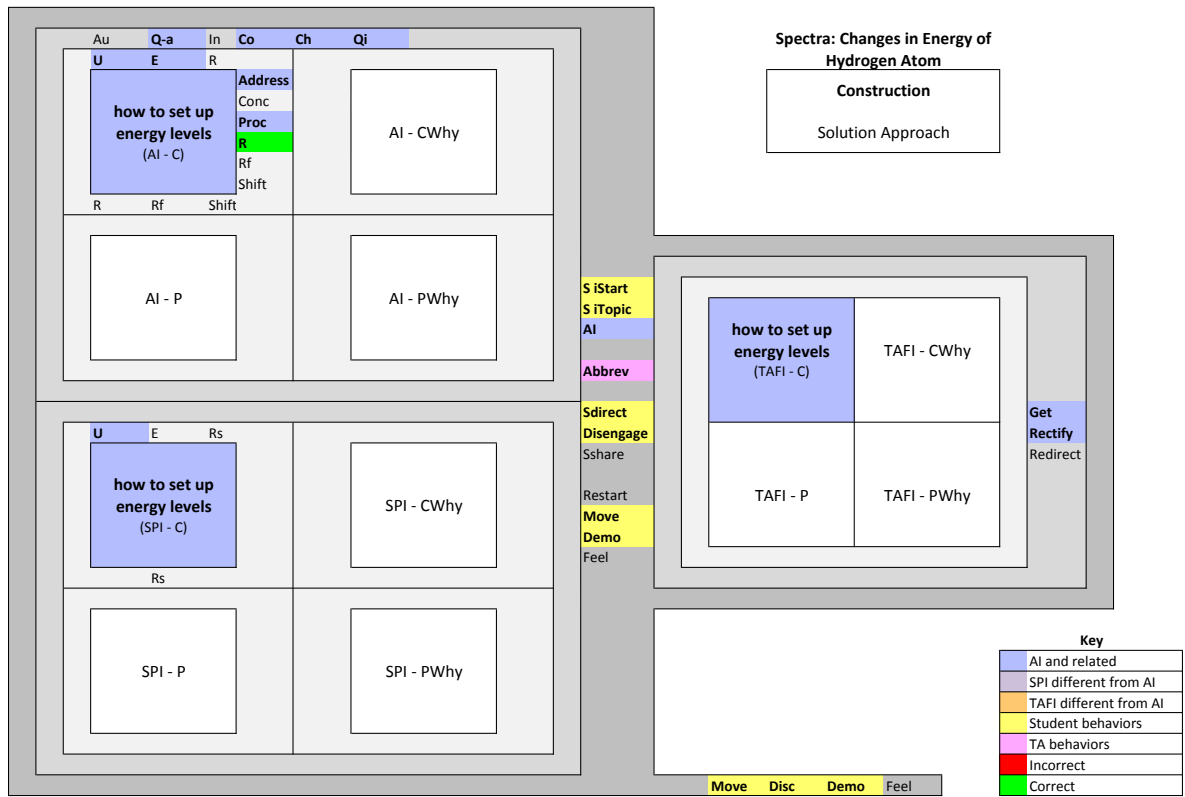 Au Q-a In Co Ch Qi
U E R
Address
Conc
Proc
R
Rf
Shift
how to set up
energy levels
(AI - C)
R Rf Shift
AI - CWhy
AI - P
AI - PWhy
U E Rs
how to set up
energy levels
(SPI - C)
Rs
SPI - CWhy
SPI - P
SPI - PWhy
S iStart
S iTopic
AI
Abbrev
Sdirect
Disengage
Sshare
Restart
Move
Demo
Feel
Spectra: Changes in Energy of
Hydrogen Atom
Construction
Solution Approach
how to set up
energy levels
(TAFI - C)
TAFI - CWhy
TAFI - P
TAFI - PWhy
Get
Rectify
Redirect
Move Disc Demo Feel
Key
AI and related
SPI different from AI
TAFI different from AI
Student behaviors
TA behaviors
Incorrect
Correct